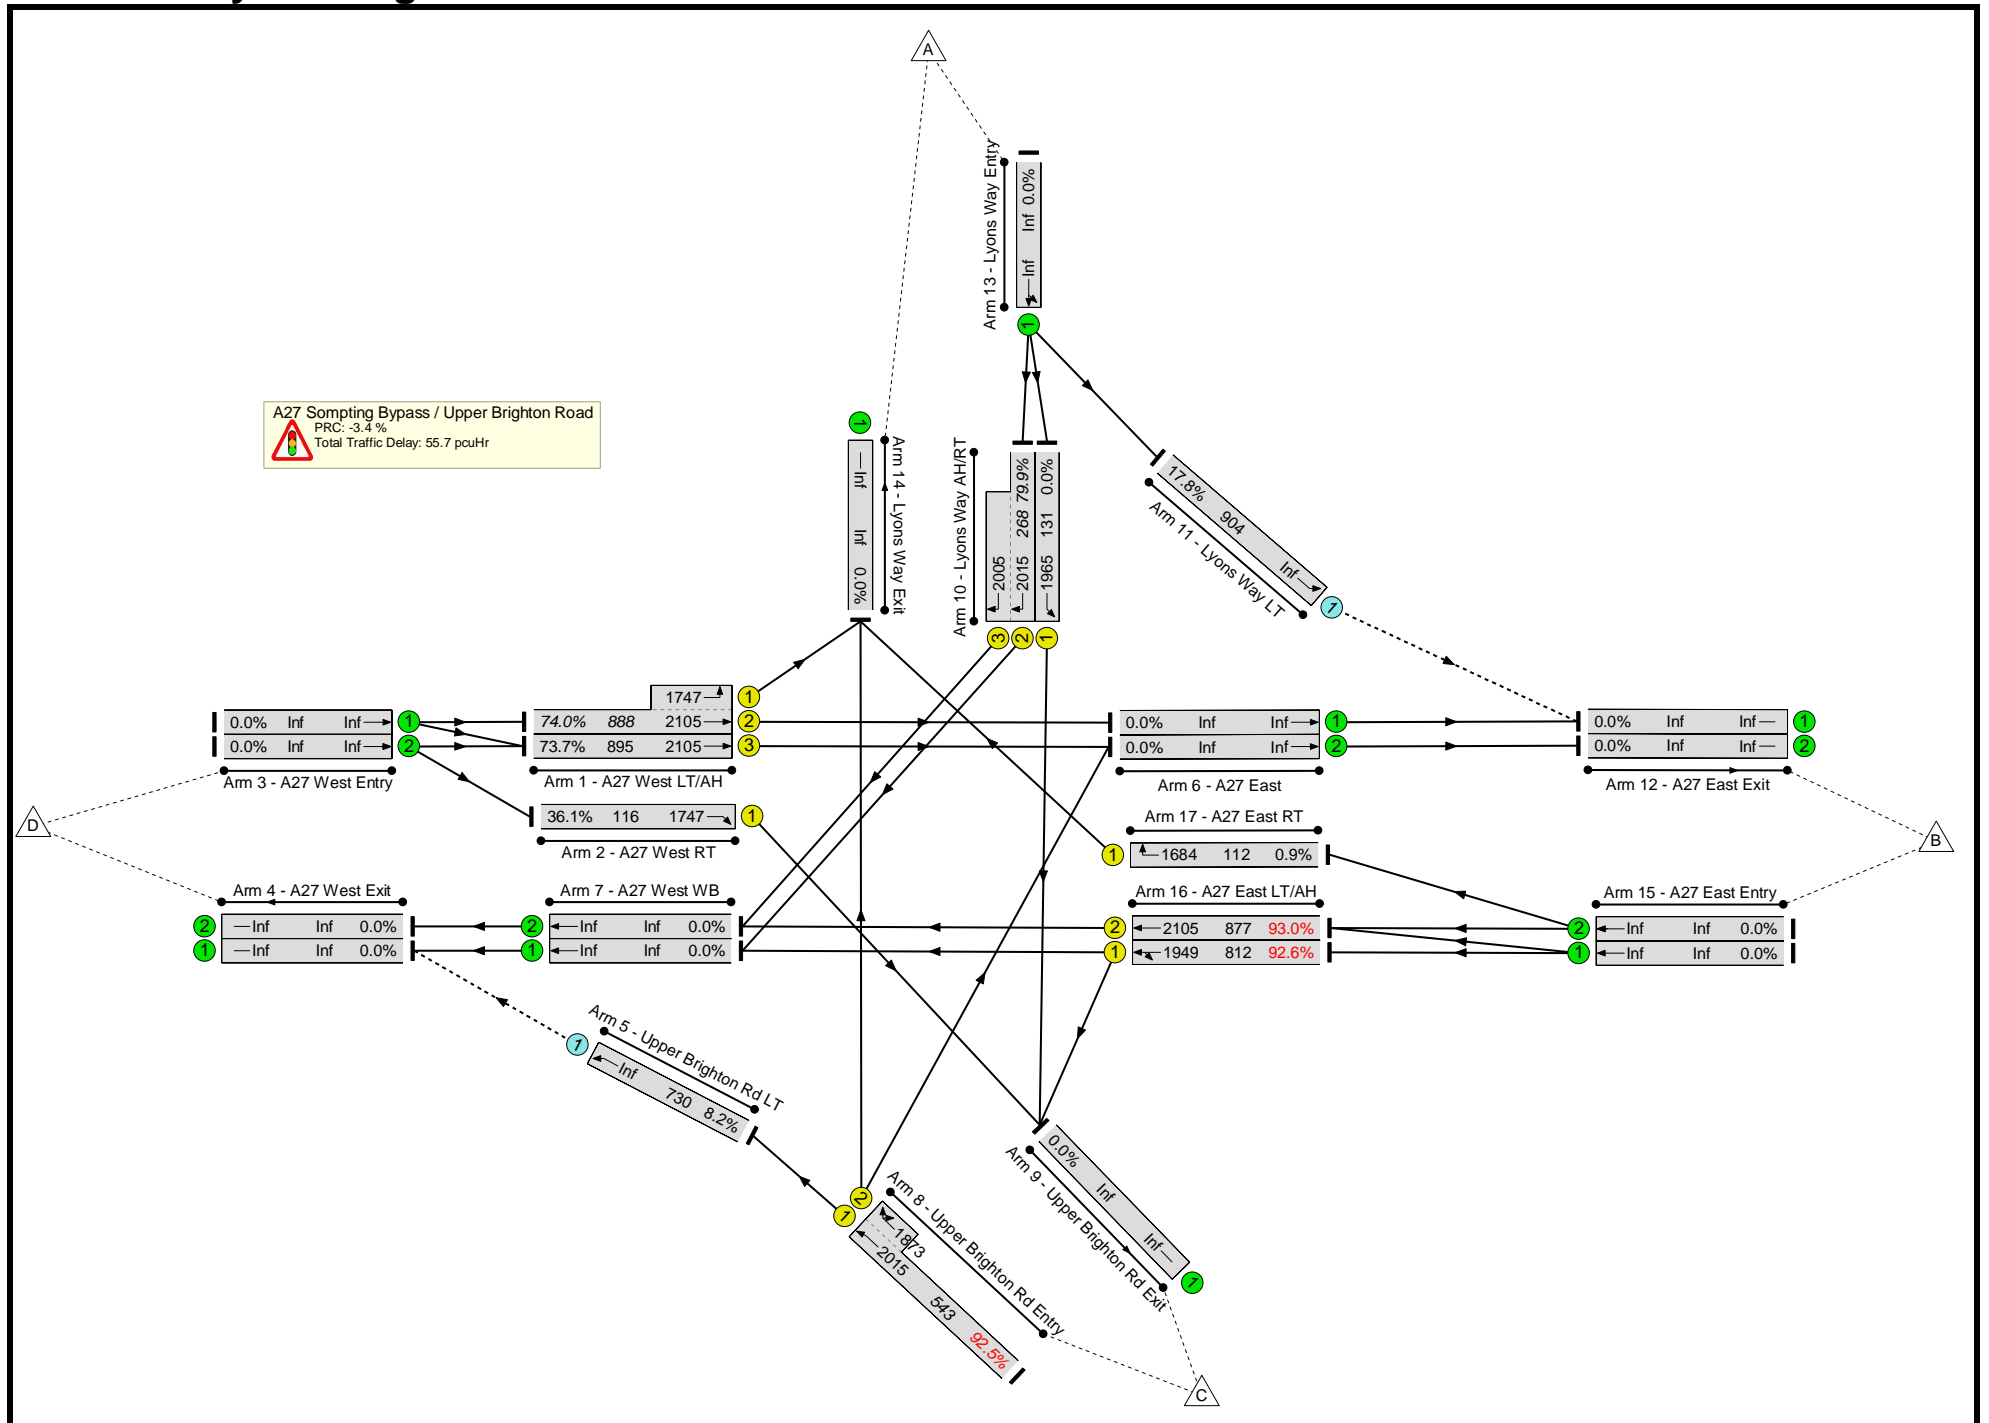 A
Arm 13 - Lyons Way Entry
Inf Inf 0.0%
1
A27 Sompting Bypass / Upper Brighton Road
PRC: -3.4 %
Total Traffic Delay: 55.7 pcuHr
1
Inf Inf 0.0%
Arm 14 - Lyons Way Exit
Arm 10 - Lyons Way AH/RT
2005
2015 268 79.9%
1965 131 0.0%
3 2 1
17.8% 904 Inf
Arm 11 - Lyons Way LT
1
1747 1
0.0% Inf Inf 1
0.0% Inf Inf 2
Arm 3 - A27 West Entry
74.0% 888 2105 2
73.7% 895 2105 3
Arm 1 - A27 West LT/AH
0.0% Inf Inf 1
0.0% Inf Inf 2
Arm 6 - A27 East
0.0% Inf Inf 1
0.0% Inf Inf 2
Arm 12 - A27 East Exit
D
36.1% 116 1747 1
Arm 2 - A27 West RT
Arm 17 - A27 East RT
1 1684 112 0.9%
B
Arm 4 - A27 West Exit
2 Inf Inf 0.0%
1 Inf Inf 0.0%
Arm 7 - A27 West WB
2 Inf Inf 0.0%
1 Inf Inf 0.0%
Arm 16 - A27 East LT/AH
2 2105 877 93.0%
1 1949 812 92.6%
Arm 15 - A27 East Entry
2 Inf Inf 0.0%
1 Inf Inf 0.0%
Arm 5 - Upper Brighton Rd LT
1 Inf 730 8.2%
2
1
1873
2015 543 92.5%
Arm 8 - Upper Brighton Rd Entry
0.0% Inf Inf
Arm 9 - Upper Brighton Rd Exit
1
C